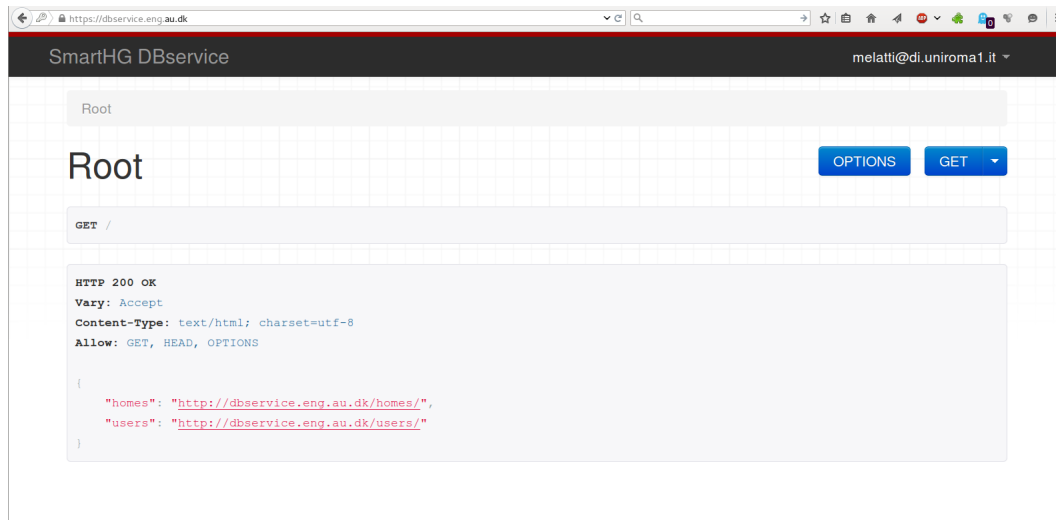 https://dbservice.eng.au.dk
ABP
0
SmartHG DBservice
melatti@di.uniroma1.it
Root
Root
OPTIONS
GET
GET /
HTTP 200 OK
Vary: Accept
Content-Type: text/html; charset=utf-8
Allow: GET, HEAD, OPTIONS
{
"homes": "http://dbservice.eng.au.dk/homes/",
"users": "http://dbservice.eng.au.dk/users/"
}